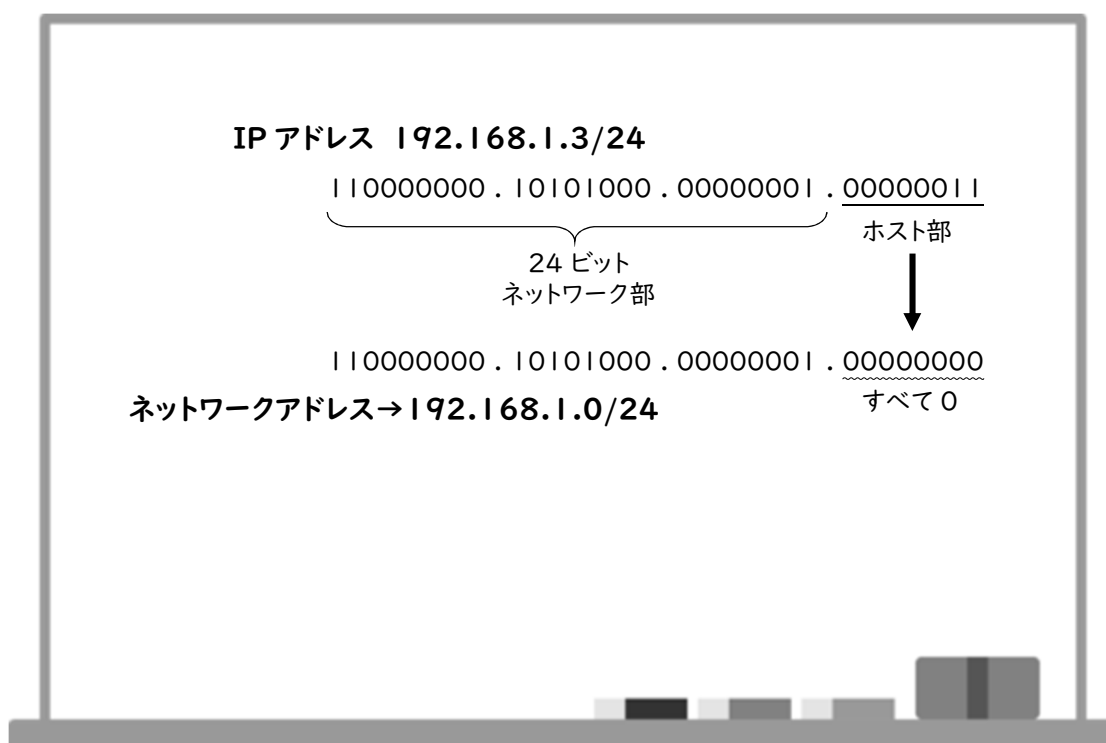 IP アドレス 192.168.1.3/24
110000000 . 10101000 . 00000001 . 00000011
ホスト部
24 ビット
ネットワーク部
110000000 . 10101000 . 00000001 . 00000000
すべて 0
ネットワークアドレス→192.168.1.0/24